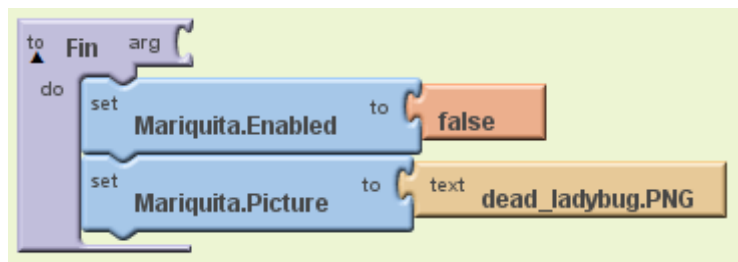 to Fin arg
do
set Mariquita.Enabled to false
set Mariquita.Picture to text dead_ladybug.PNG